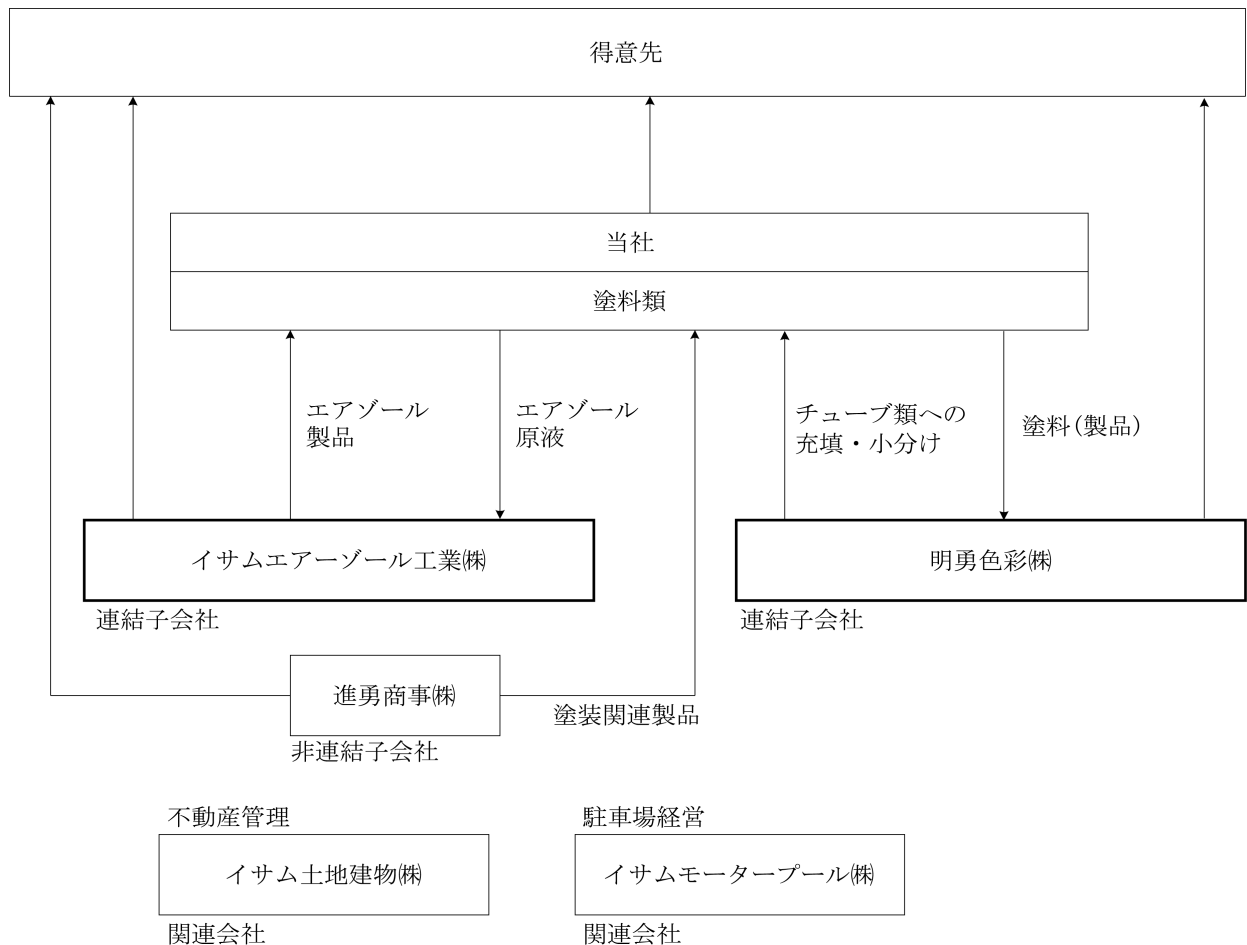 得意先
当社
塗料類
エアゾール
製品
エアゾール
原液
チューブ類への
充填・小分け
塗料(製品)
イサムエアーゾール工業㈱
連結子会社
明勇色彩㈱
連結子会社
進勇商事㈱
塗装関連製品
非連結子会社
不動産管理
イサム土地建物㈱
関連会社
駐車場経営
イサムモータープール㈱
関連会社